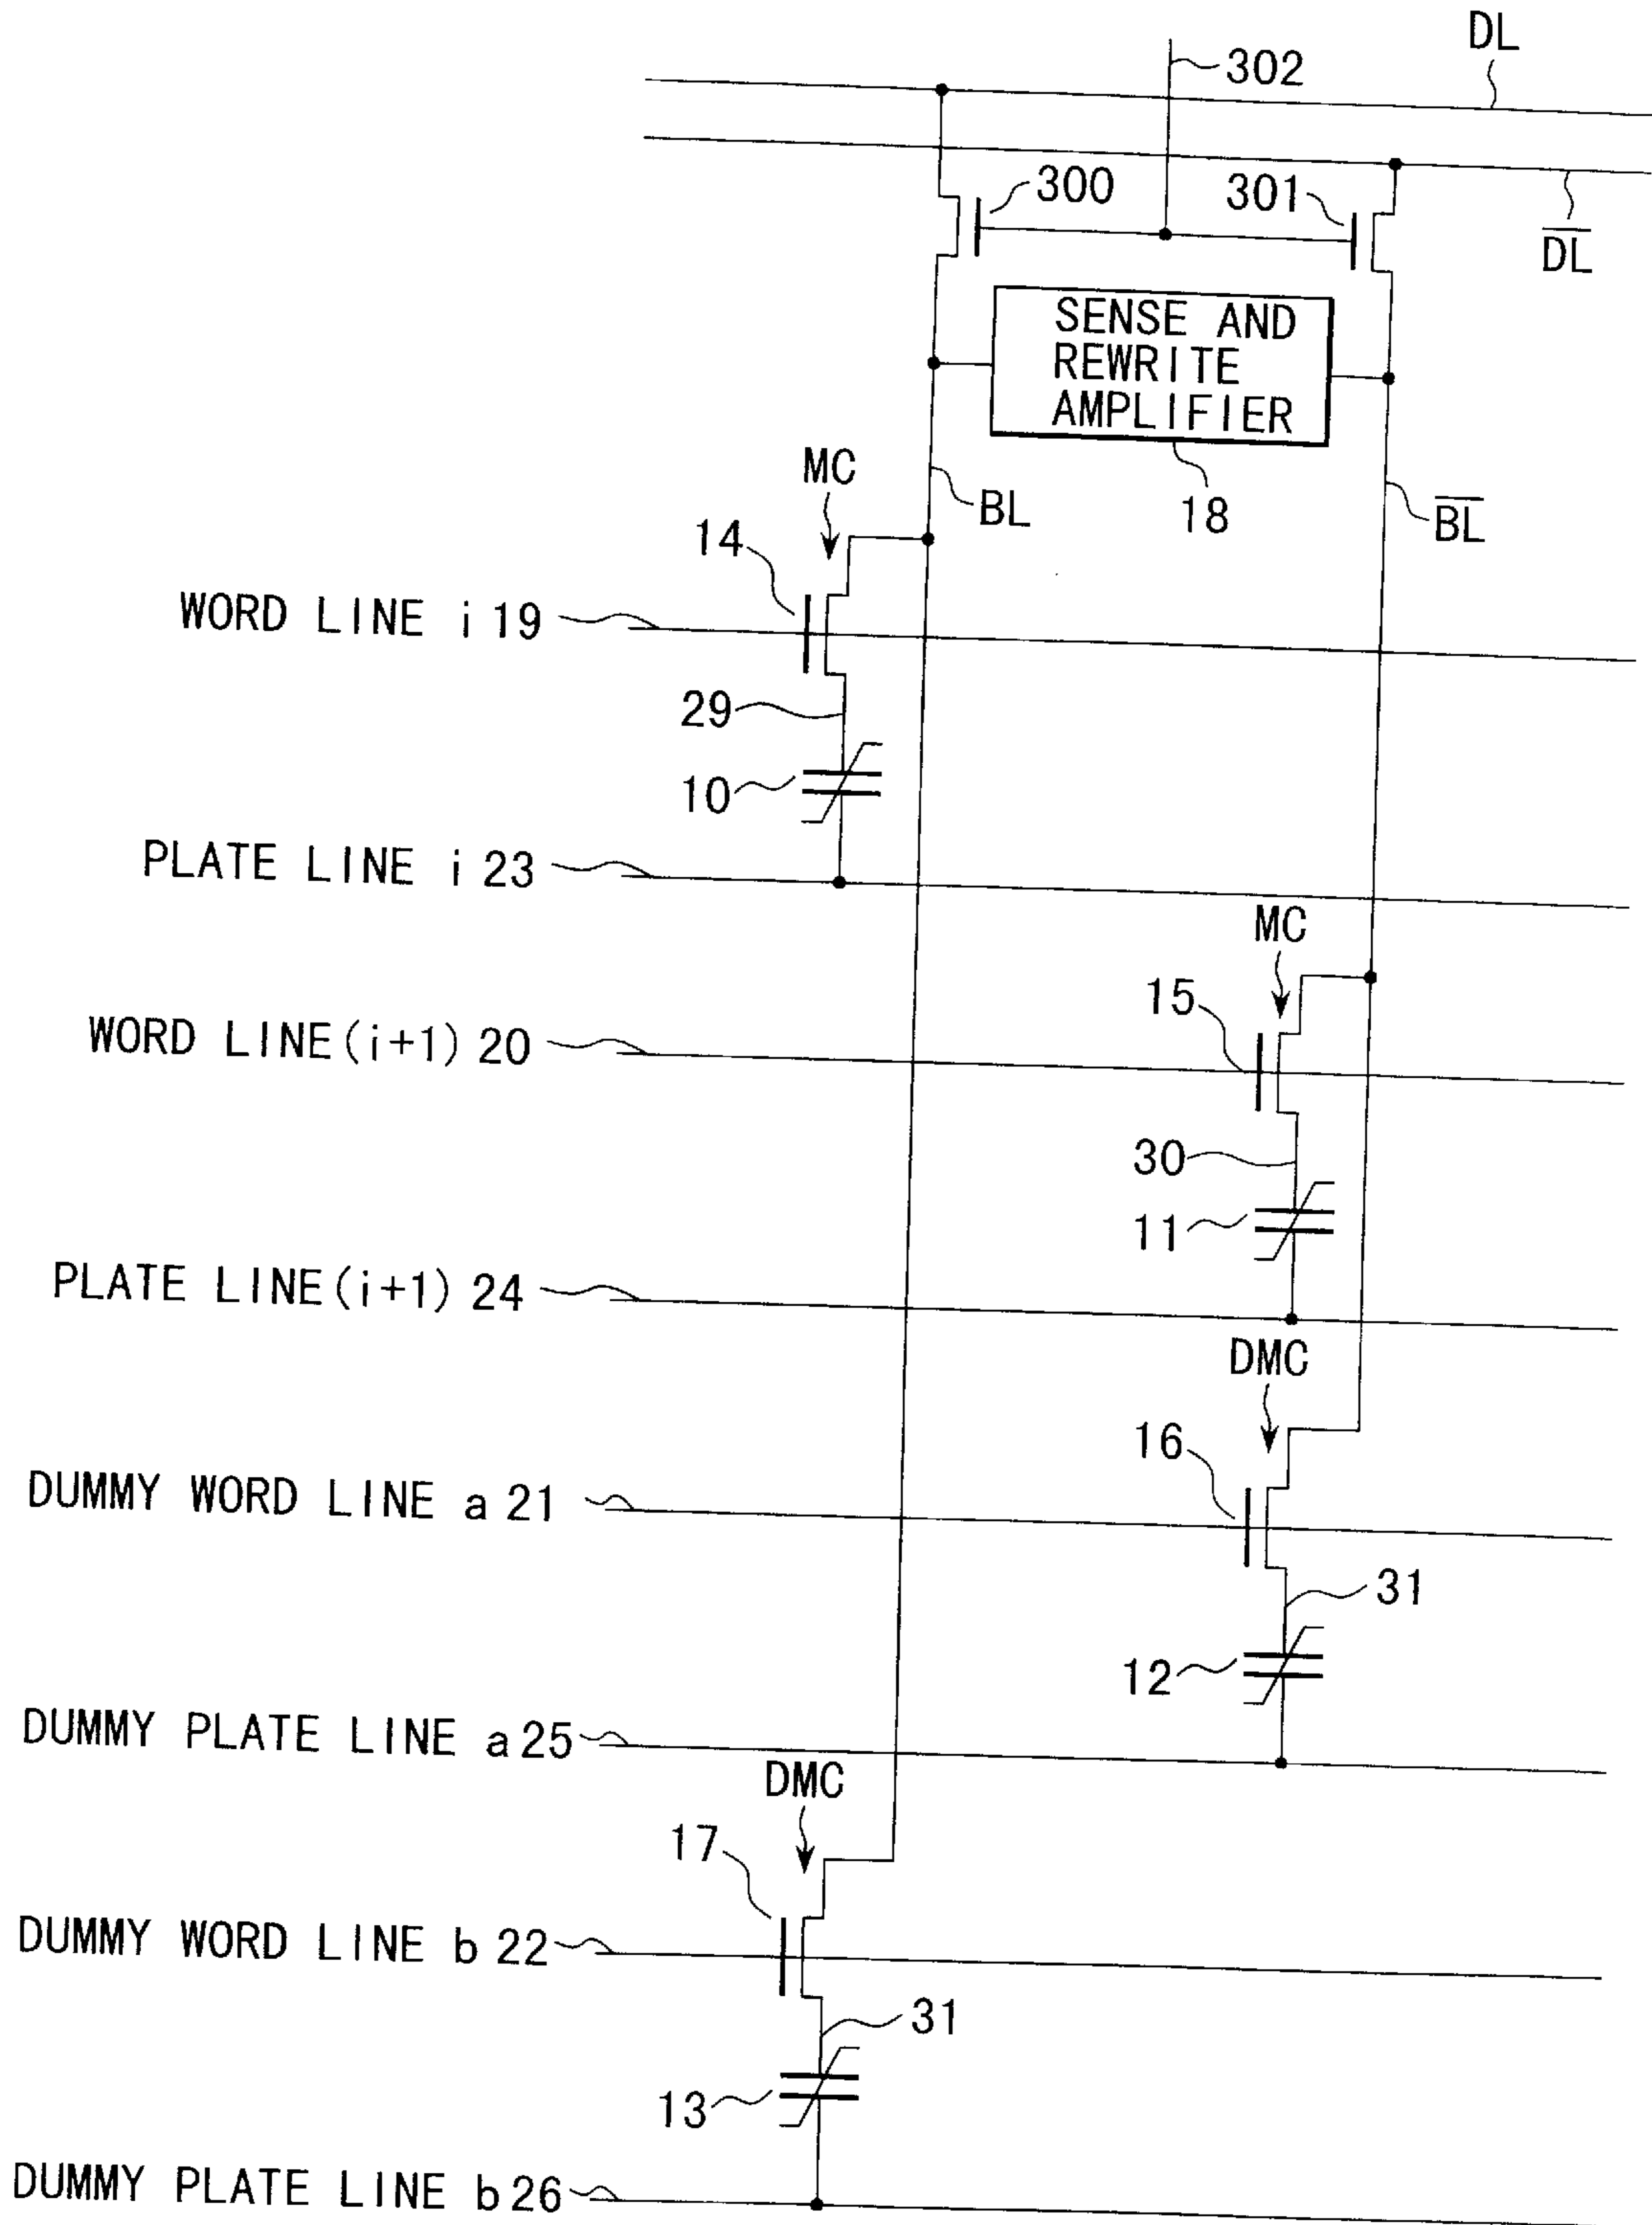 DL
302
300
301
DL
SENSE AND
REWRITE
AMPLIFIER
MC
BL
18
BL
14
WORD LINE i 19
29
10
PLATE LINE i 23
MC
15
WORD LINE (i+1) 20
30
11
PLATE LINE (i+1) 24
DMC
16
DUMMY WORD LINE a 21
31
12
DUMMY PLATE LINE a 25
DMC
17
DUMMY WORD LINE b 22
31
13
DUMMY PLATE LINE b 26